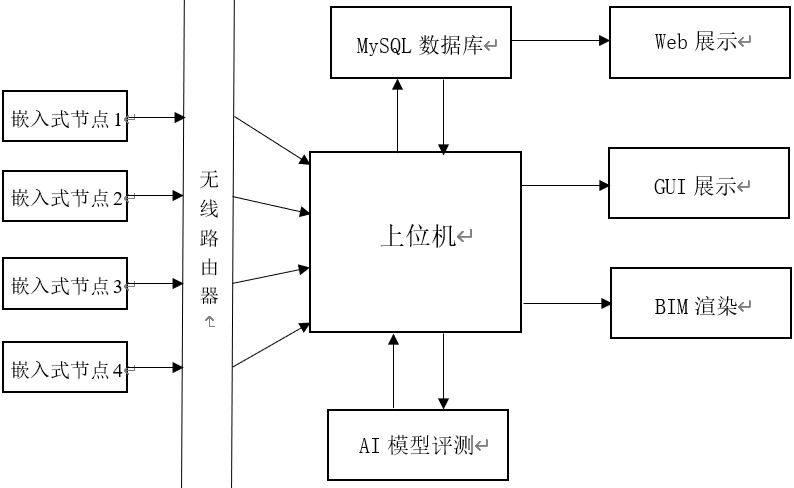 嵌入式节点1
嵌入式节点2
嵌入式节点3
嵌入式节点4
无
线
路
由
器
MySQL 数据库
上位机
AI 模型评测
Web 展示
GUI 展示
BIM 渲染